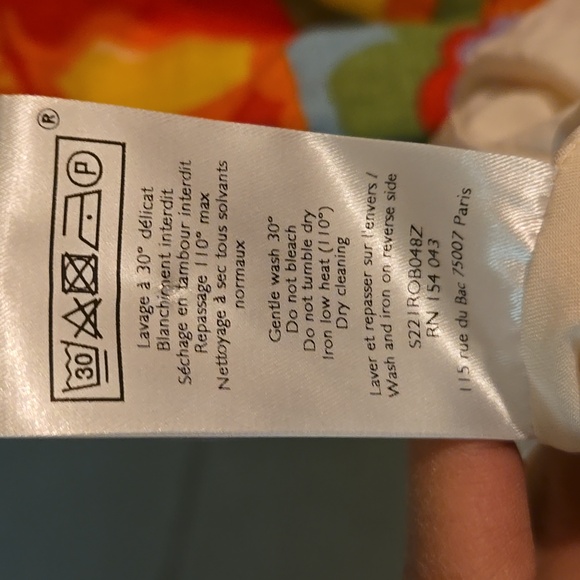 30 P ®
Lavage à 30° délicat
Blanchiment interdit
Séchage en tambour interdit
Repassage 110° max
Nettoyage à sec tous solvants
normaux
Gentle wash 30°
Do not bleach
Do not tumble dry
Iron low heat (110°)
Dry cleaning
Laver et repasser sur l'envers /
Wash and iron on reverse side
S221ROB048Z
RN 154 043
115 rue du Bac 75007 Paris